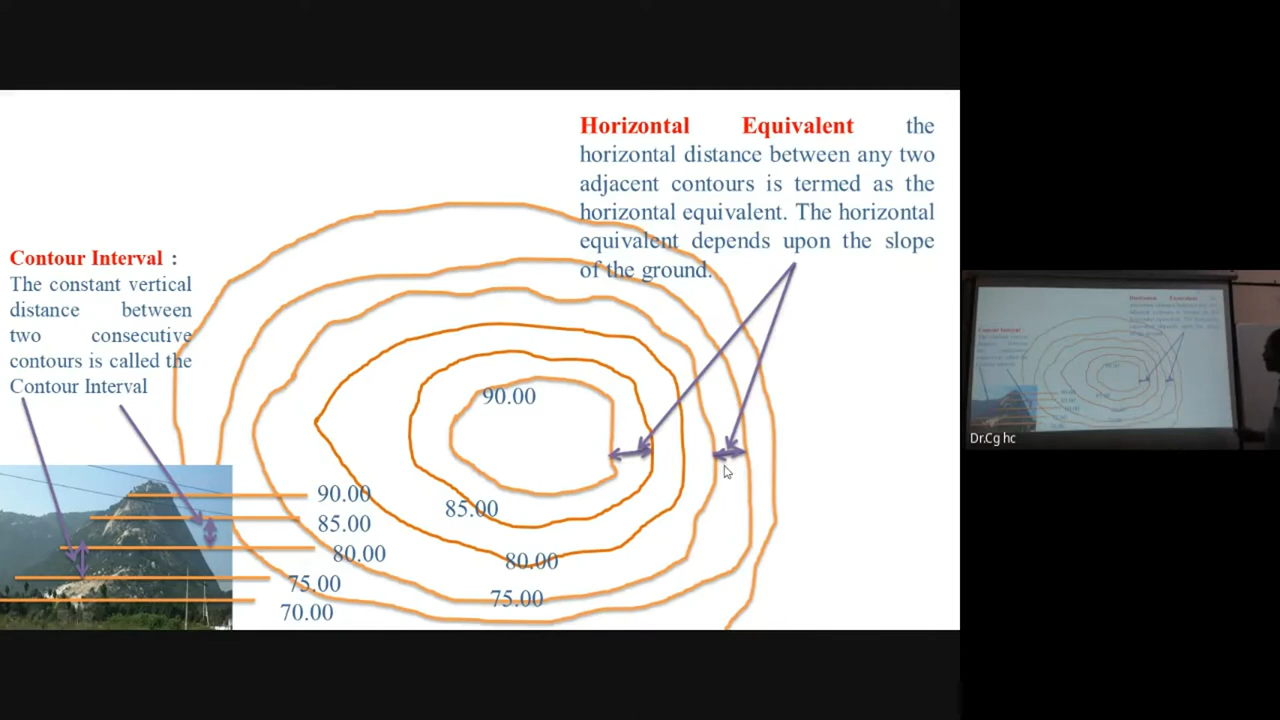 Horizontal Equivalent the
horizontal distance between any two
adjacent contours is termed as the
horizontal equivalent. The horizontal
equivalent depends upon the slope
of the ground.
Contour Interval :
The constant vertical
distance between
two consecutive
contours is called the
Contour Interval
90.00
90.00
85.00
80.00
75.00
70.00
85.00
80.00
75.00
Dr.Cg hc